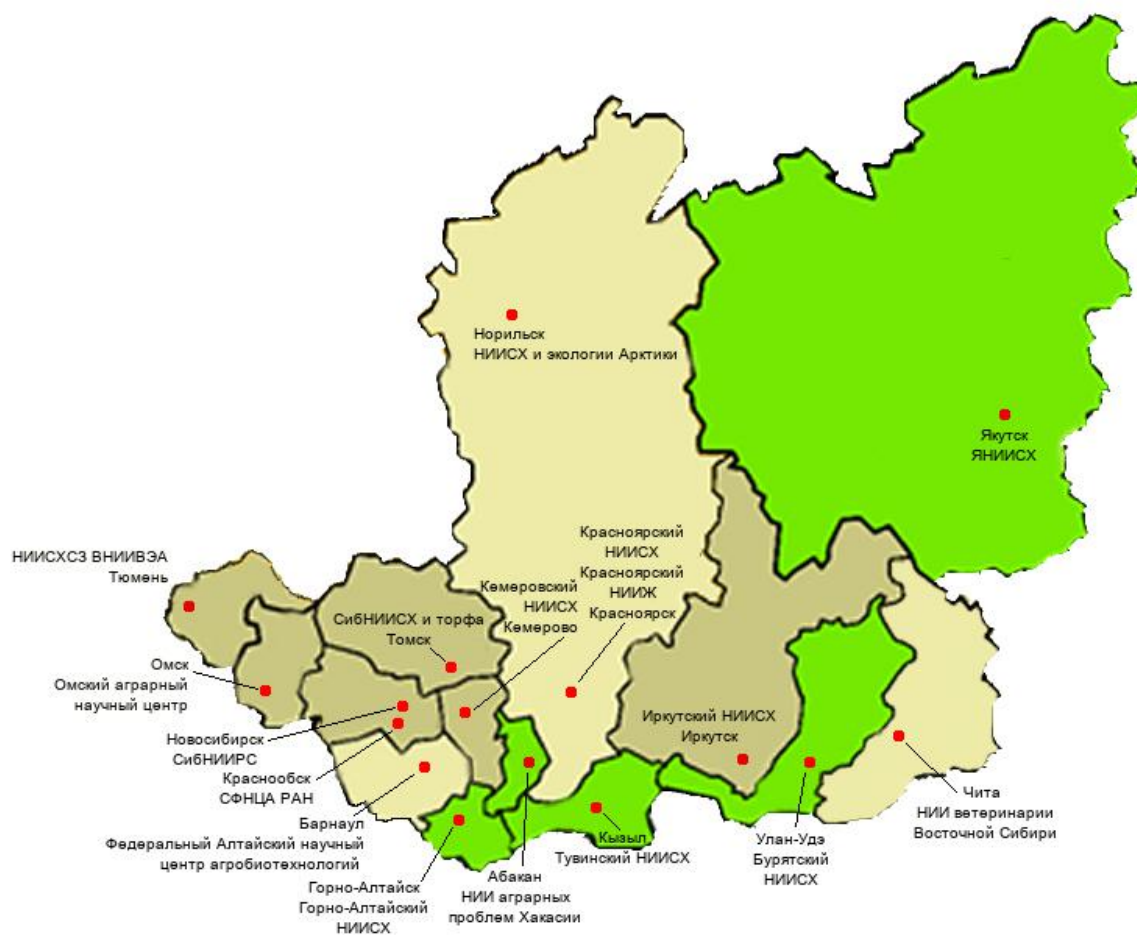 Норильск
НИИСХ и экологии Арктики
Якутск
ЯНИИСХ
Красноярский
НИИСХ
Красноярский
НИИЖ
Красноярск
Кемеровский
НИИСХ
Кемерово
НИИСХСЗ ВНИИВЭА
Тюмень
СибНИИСХ и торфа
Томск
Омск
Омский аграрный
научный центр
Иркутский НИИСХ
Иркутск
Новосибирск
СибНИИРС
Краснообск
СФНЦА РАН
Барнаул
Федеральный Алтайский научный
центр агробиотехнологий
Горно-Алтайск
Горно-Алтайский
НИИСХ
Абакан
НИИ аграрных
проблем Хакасии
Кызыл
Тувинский НИИСХ
Улан-Удэ
Бурятский
НИИСХ
Чита
НИИ ветеринарии
Восточной Сибири